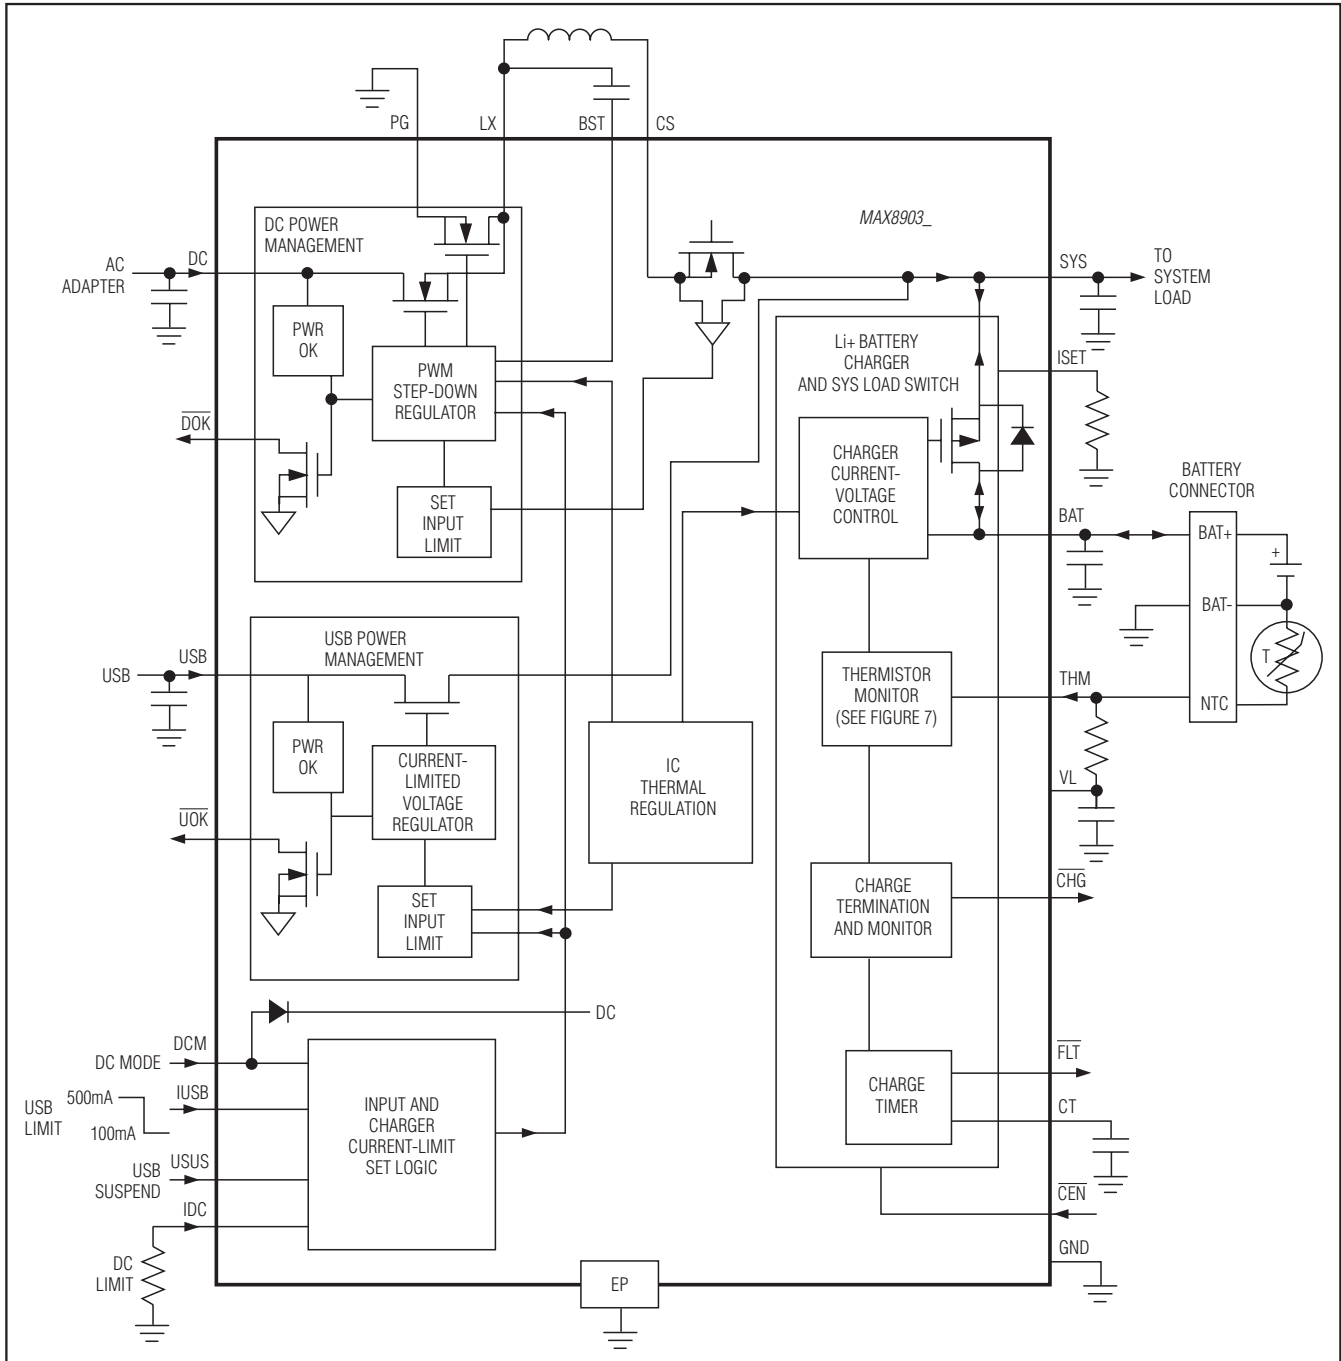 PG
LX
BST
CS
MAX8903_
DC POWER
MANAGEMENT
AC
ADAPTER
DC
PWR
OK
PWM
STEP-DOWN
REGULATOR
DOK
SET
INPUT
LIMIT
SYS
TO
SYSTEM
LOAD
Li+ BATTERY
CHARGER
AND SYS LOAD SWITCH
ISET
CHARGER
CURRENT-
VOLTAGE
CONTROL
BATTERY
CONNECTOR
BAT
BAT+
+
BAT-
T
NTC
USB POWER
MANAGEMENT
USB
USB
PWR
OK
CURRENT-
LIMITED
VOLTAGE
REGULATOR
UOK
SET
INPUT
LIMIT
IC
THERMAL
REGULATION
THERMISTOR
MONITOR
(SEE FIGURE 7)
THM
VL
CHARGE
TERMINATION
AND MONITOR
CHG
DC
DCM
DC MODE
USB
LIMIT
500mA
100mA
IUSB
USUS
USB
SUSPEND
IDC
DC
LIMIT
INPUT AND
CHARGER
CURRENT-LIMIT
SET LOGIC
CHARGE
TIMER
FLT
CT
CEN
GND
EP